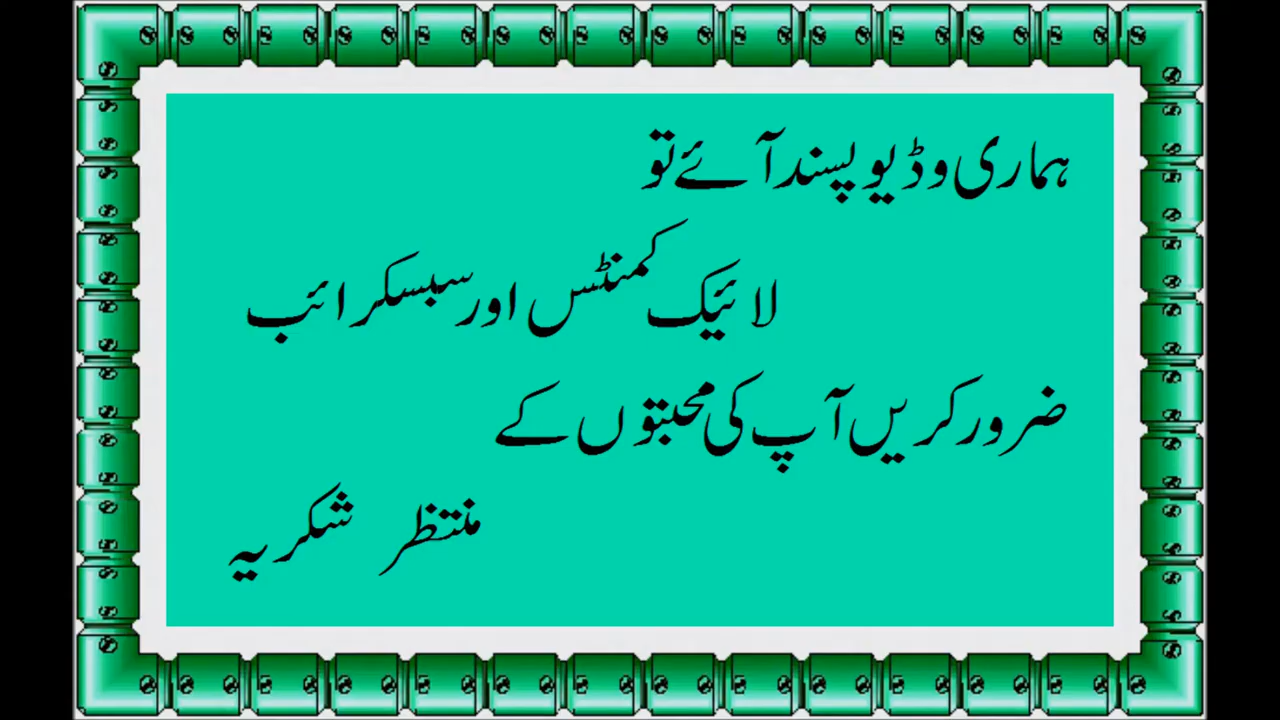 ہماری وڈیو پسند آئے تو
لائیک کمنٹس اور سبسکرائب
ضرور کریں آپ کی محبتوں کے
منتظر شکریہ